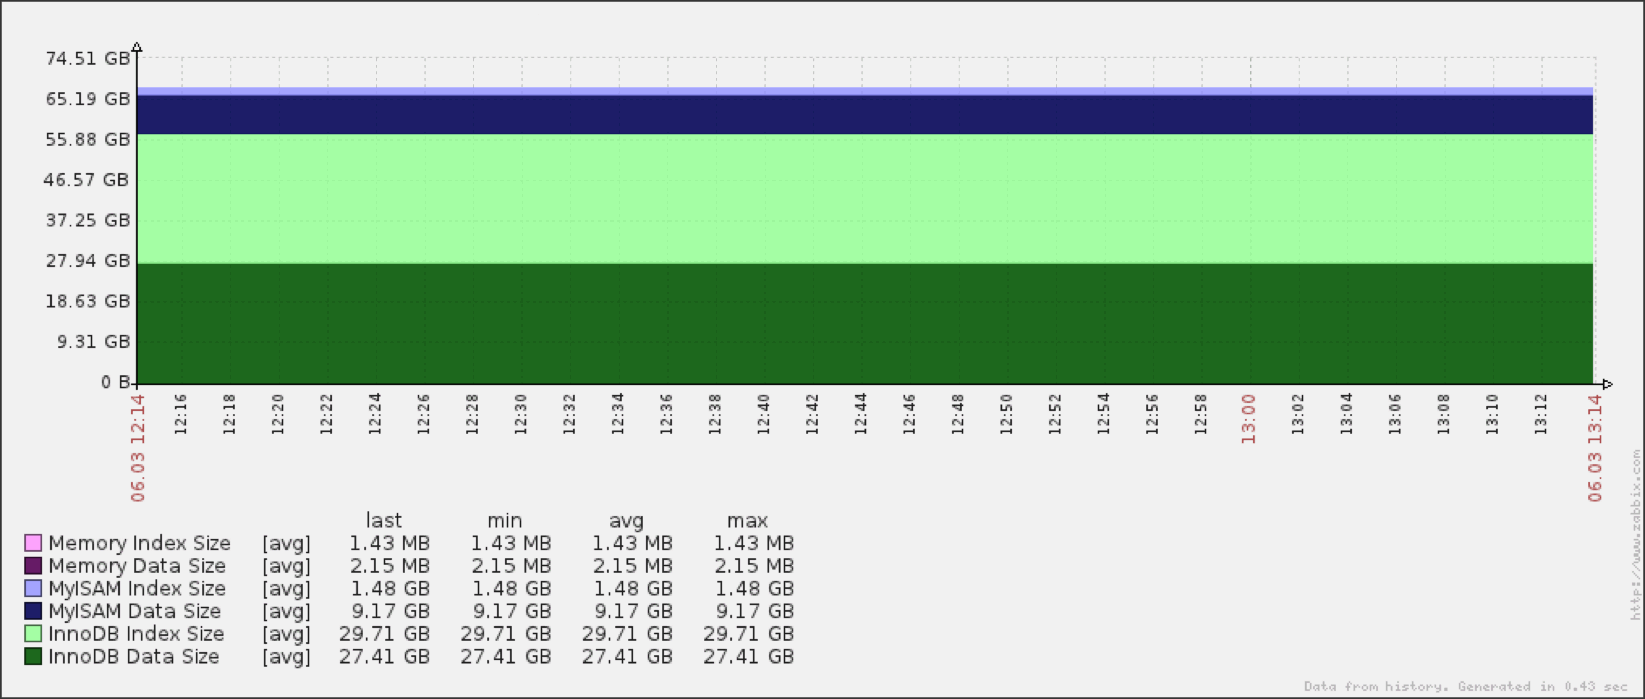 74.51 GB
65.19 GB
55.88 GB
46.57 GB
37.25 GB
27.94 GB
18.63 GB
9.31 GB
0 B
06.03 12:14 12:16 12:18 12:20 12:22 12:24 12:26 12:28 12:30 12:32 12:34 12:36 12:38 12:40 12:42 12:44 12:46 12:48 12:50 12:52 12:54 12:56 12:58 13:00 13:02 13:04 13:06 13:08 13:10 13:12 06.03 13:14
last min avg max
Memory Index Size [avg] 1.43 MB 1.43 MB 1.43 MB 1.43 MB
Memory Data Size [avg] 2.15 MB 2.15 MB 2.15 MB 2.15 MB
MyISAM Index Size [avg] 1.48 GB 1.48 GB 1.48 GB 1.48 GB
MyISAM Data Size [avg] 9.17 GB 9.17 GB 9.17 GB 9.17 GB
InnoDB Index Size [avg] 29.71 GB 29.71 GB 29.71 GB 29.71 GB
InnoDB Data Size [avg] 27.41 GB 27.41 GB 27.41 GB 27.41 GB
http://www.zabbix.com
Data from history. Generated in 0.43 sec